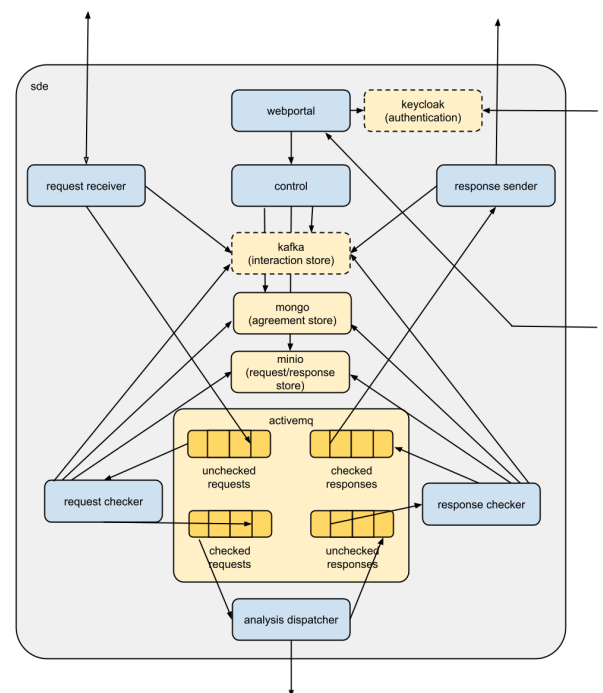 sde
webportal
keycloak
(authentication)
request receiver
control
response sender
kafka
(interaction store)
mongo
(agreement store)
minio
(request/response
store)
activemq
unchecked
requests
checked
responses
request checker
response checker
checked
requests
unchecked
responses
analysis dispatcher